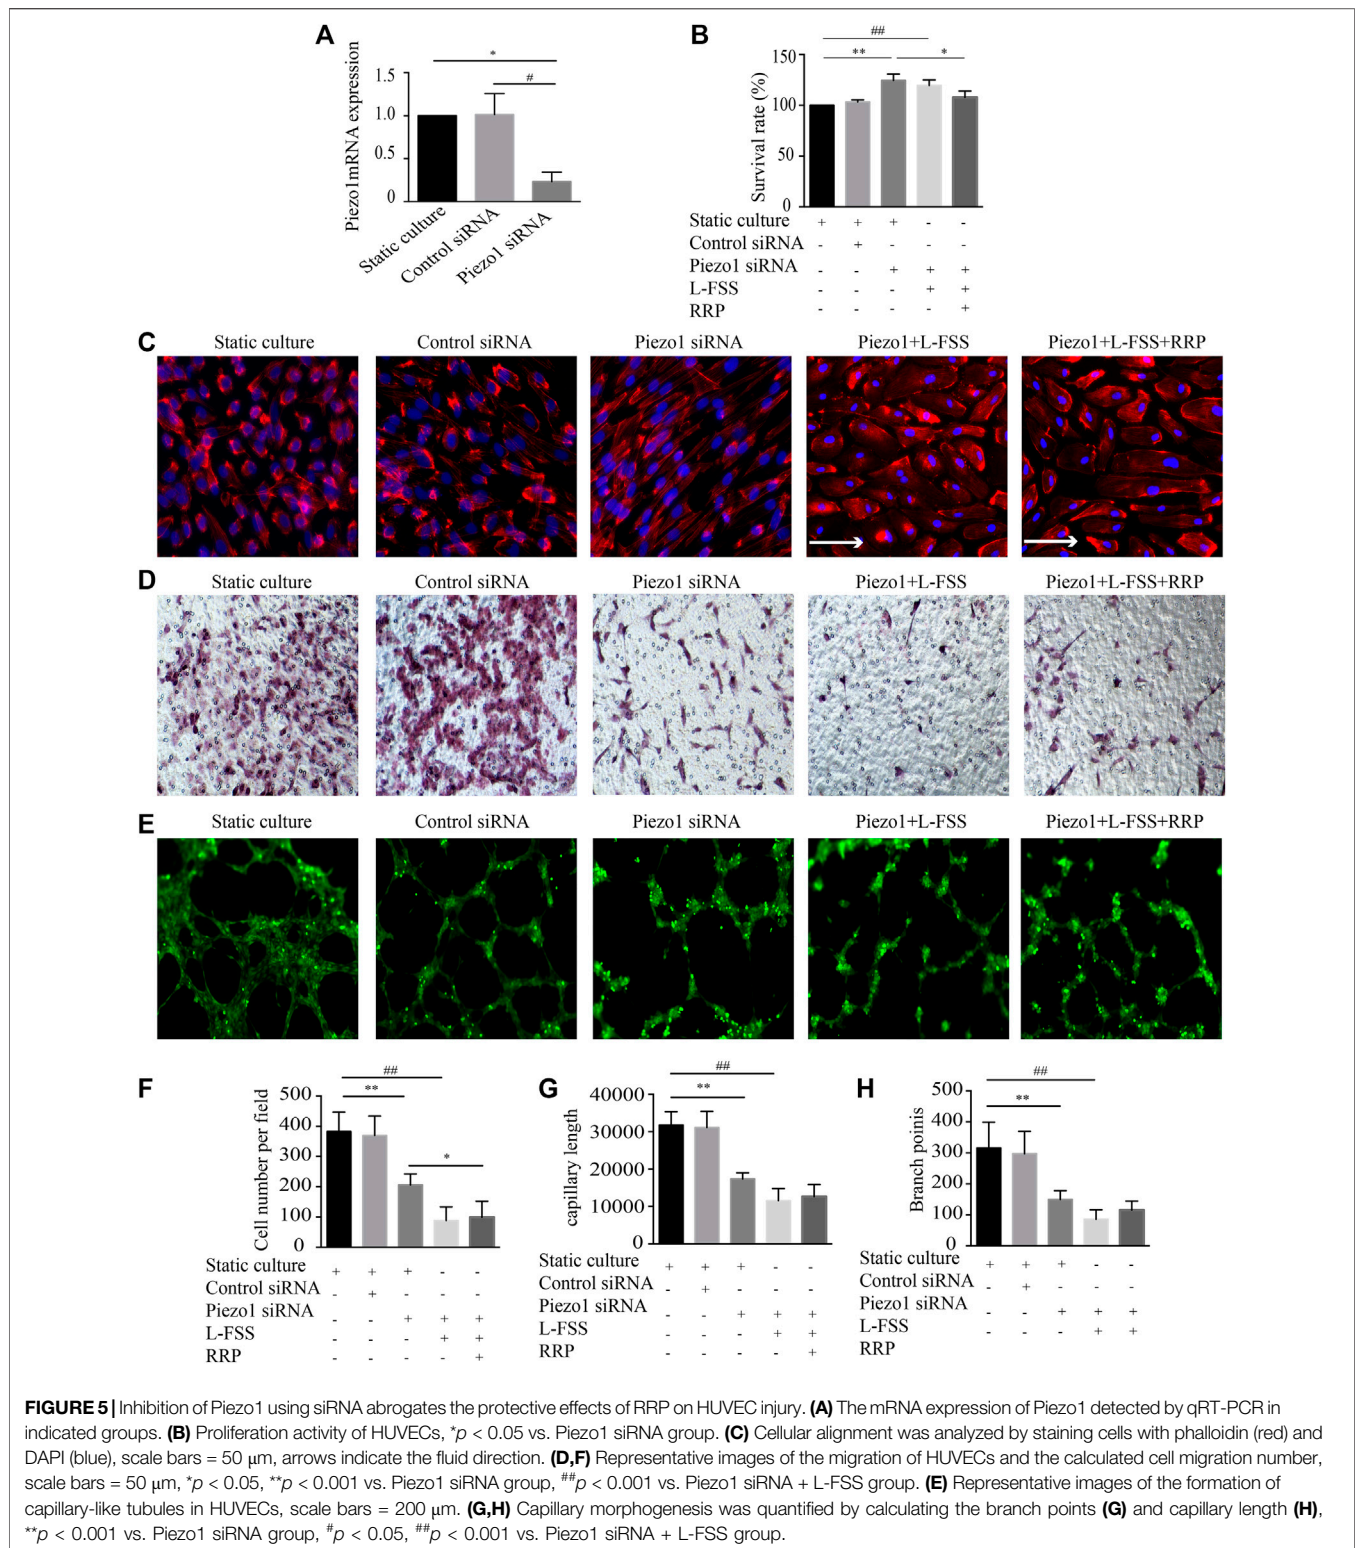 A
*
#
Piezo1mRNA expression
1.5
1.0
0.5
0
Static culture
Control siRNA
Piezo1 siRNA
B
##
** *
Survival rate (%)
150
100
50
0
Static culture + + + - -
Control siRNA - + - - -
Piezo1 siRNA - - + + +
L-FSS - - - + +
RRP - - - - +
C
Static culture Control siRNA Piezo1 siRNA Piezo1+L-FSS Piezo1+L-FSS+RRP
D
Static culture Control siRNA Piezo1 siRNA Piezo1+L-FSS Piezo1+L-FSS+RRP
E
Static culture Control siRNA Piezo1 siRNA Piezo1+L-FSS Piezo1+L-FSS+RRP
F
##
**
*
Cell number per field
500
400
300
200
100
0
Static culture + + + - -
Control siRNA - + - - -
Piezo1 siRNA - - + + +
L-FSS - - - + +
RRP - - - - +
G
##
**
capillary length
40000
30000
20000
10000
0
Static culture + + + - -
Control siRNA - + - - -
Piezo1 siRNA - - + + +
L-FSS - - - + +
RRP - - - - +
H
##
**
Branch poinis
500
400
300
200
100
0
Static culture + + + - -
Control siRNA - + - - -
Piezo1 siRNA - - + + +
L-FSS - - - + +
RRP - - - - +
FIGURE 5 | Inhibition of Piezo1 using siRNA abrogates the protective effects of RRP on HUVEC injury. (A) The mRNA expression of Piezo1 detected by qRT-PCR in
indicated groups. (B) Proliferation activity of HUVECs, *p < 0.05 vs. Piezo1 siRNA group. (C) Cellular alignment was analyzed by staining cells with phalloidin (red) and
DAPI (blue), scale bars = 50 μm, arrows indicate the fluid direction. (D,F) Representative images of the migration of HUVECs and the calculated cell migration number,
scale bars = 50 μm, *p < 0.05, **p < 0.001 vs. Piezo1 siRNA group, ##p < 0.001 vs. Piezo1 siRNA + L-FSS group. (E) Representative images of the formation of
capillary-like tubules in HUVECs, scale bars = 200 μm. (G,H) Capillary morphogenesis was quantified by calculating the branch points (G) and capillary length (H),
**p < 0.001 vs. Piezo1 siRNA group, #p < 0.05, ##p < 0.001 vs. Piezo1 siRNA + L-FSS group.